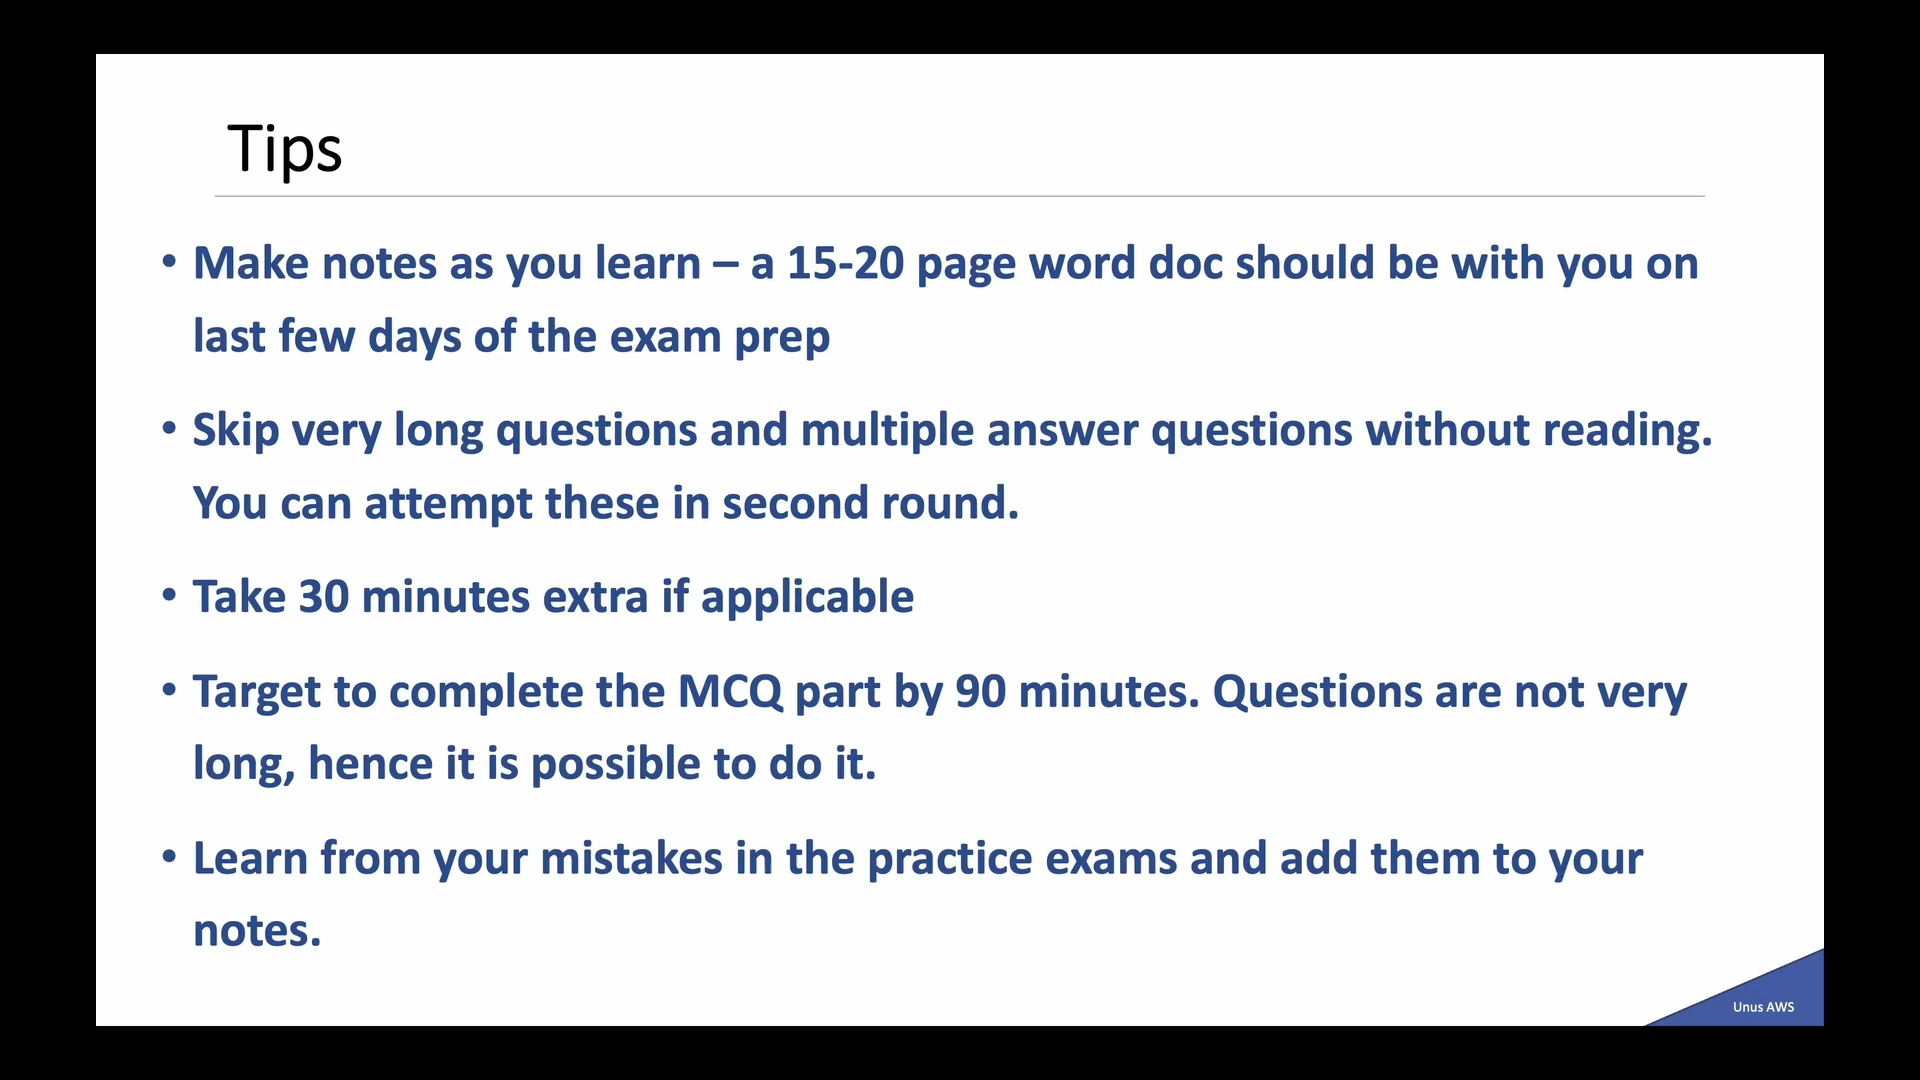 Tips
• Make notes as you learn – a 15-20 page word doc should be with you on
last few days of the exam prep
• Skip very long questions and multiple answer questions without reading.
You can attempt these in second round.
• Take 30 minutes extra if applicable
• Target to complete the MCQ part by 90 minutes. Questions are not very
long, hence it is possible to do it.
• Learn from your mistakes in the practice exams and add them to your
notes.
Unus AWS